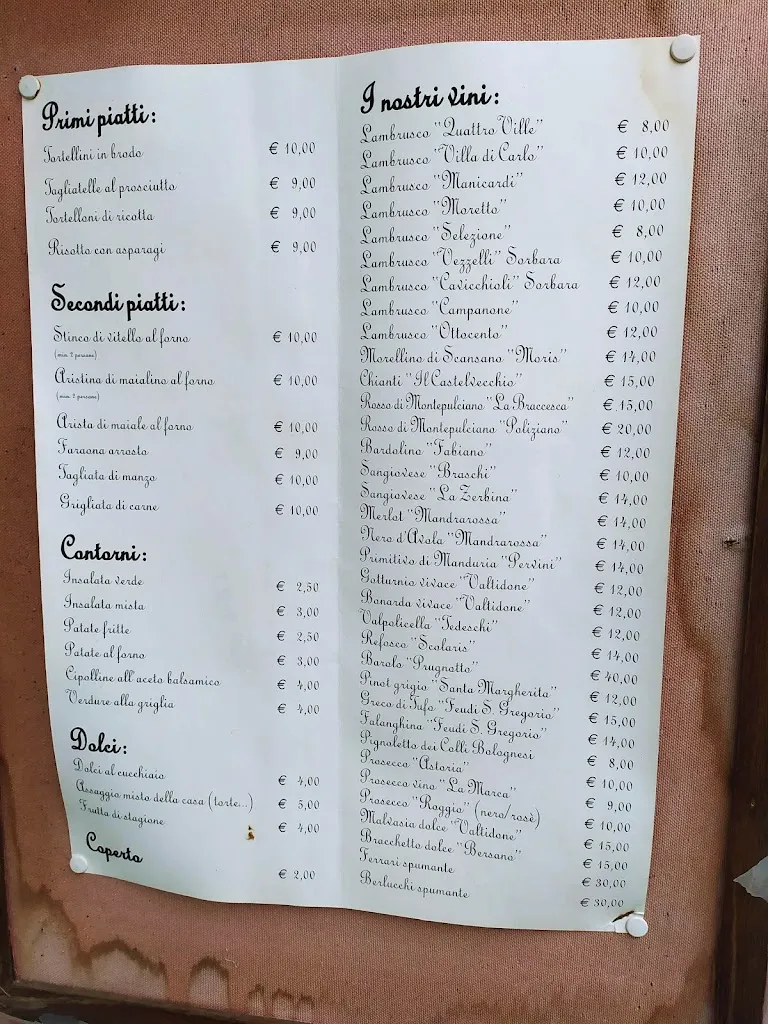 Primi piatti:
Tortellini in brodo € 10,00
Tagliatelle al prosciutto € 9,00
Tortelloni di ricotta € 9,00
Risotto con asparagi € 9,00
Secondi piatti:
Stinco di vitello al forno € 10,00
(min. 2 persone)
Aristina di maialino al forno € 10,00
(min. 2 persone)
Arista di maiale al forno € 10,00
Faraona arrosto € 9,00
Tagliata di manzo € 10,00
Grigliata di carne € 10,00
Contorni:
Insalata verde € 2,50
Insalata mista € 3,00
Patate fritte € 2,50
Patate al forno € 3,00
Cipolline all'aceto balsamico € 4,00
Verdure alla griglia € 4,00
Dolci:
Dolci al cucchiaio € 4,00
Assaggio misto della casa (torte...) € 5,00
Frutta di stagione € 4,00
Coperto € 2,00
I nostri vini:
Lambrusco "Quattro Ville" € 8,00
Lambrusco "Villa di Carlo" € 10,00
Lambrusco "Manicardi" € 12,00
Lambrusco "Moretto" € 10,00
Lambrusco "Selezione" € 8,00
Lambrusco "Vezzelli" Sorbara € 10,00
Lambrusco "Cavicchioli" Sorbara € 12,00
Lambrusco "Campanone" € 10,00
Lambrusco "Ottocento" € 12,00
Morellino di Scansano "Moris" € 14,00
Chianti "Il Castelvecchio" € 15,00
Rosso di Montepulciano "La Braccesca" € 15,00
Rosso di Montepulciano "Poliziano" € 20,00
Bardolino "Fabiano" € 12,00
Sangiovese "Braschi" € 10,00
Sangiovese "La Zerbina" € 14,00
Merlot "Mandrarossa" € 14,00
Nero d'Avola "Mandrarossa" € 14,00
Primitivo di Manduria "Pervini" € 14,00
Gotturnio vivace "Valtidone" € 12,00
Bonarda vivace "Valtidone" € 12,00
Valpolicella "Tedeschi" € 12,00
Refosco "Scolaris" € 14,00
Barolo "Prugnotto" € 40,00
Pinot grigio "Santa Margherita" € 12,00
Greco di Tufo "Feudi S. Gregorio" € 15,00
Falanghina "Feudi S. Gregorio" € 14,00
Pignoletto dei Colli Bolognesi € 8,00
Prosecco "Astoria" € 10,00
Prosecco vino "La Marca" € 9,00
Prosecco "Roggio" (nero/rosè) € 10,00
Malvasia dolce "Valtidone" € 15,00
Bracchetto dolce "Bersano" € 15,00
Ferrari spumante € 30,00
Berlucchi spumante € 30,00